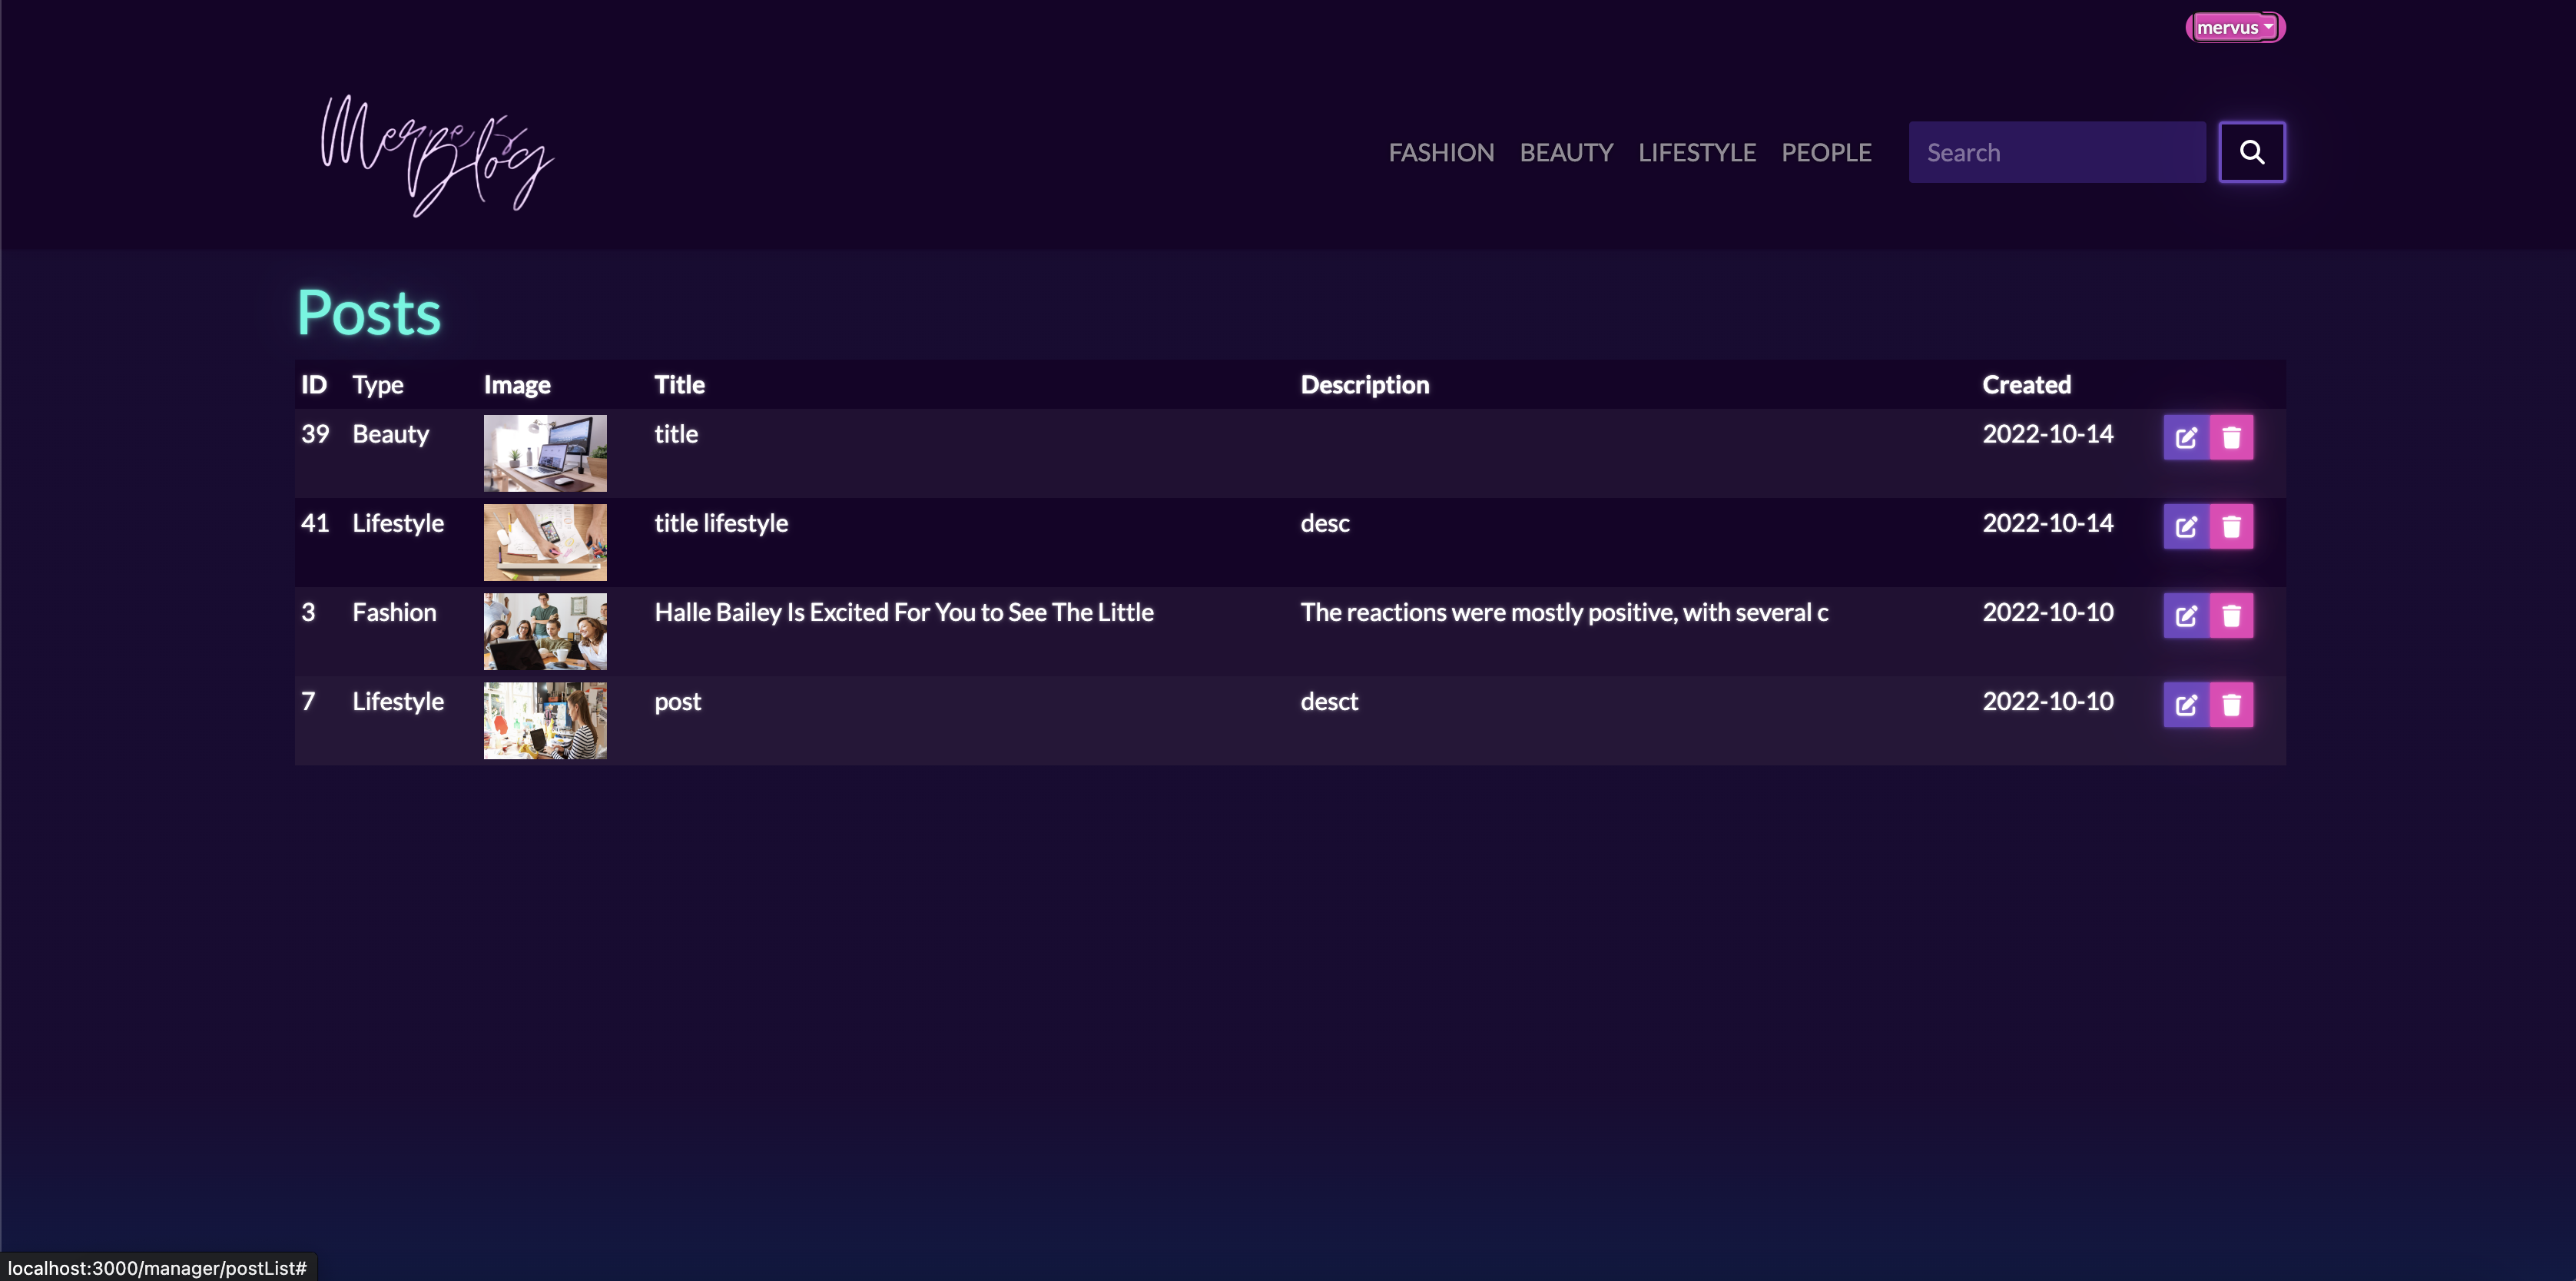 mervus
Merve's
Blog
FASHION BEAUTY LIFESTYLE PEOPLE Search
Posts
ID Type Image Title Description Created
39 Beauty title 2022-10-14
41 Lifestyle title lifestyle desc 2022-10-14
3 Fashion Halle Bailey Is Excited For You to See The Little The reactions were mostly positive, with several c 2022-10-10
7 Lifestyle post desct 2022-10-10
localhost:3000/manager/postList#